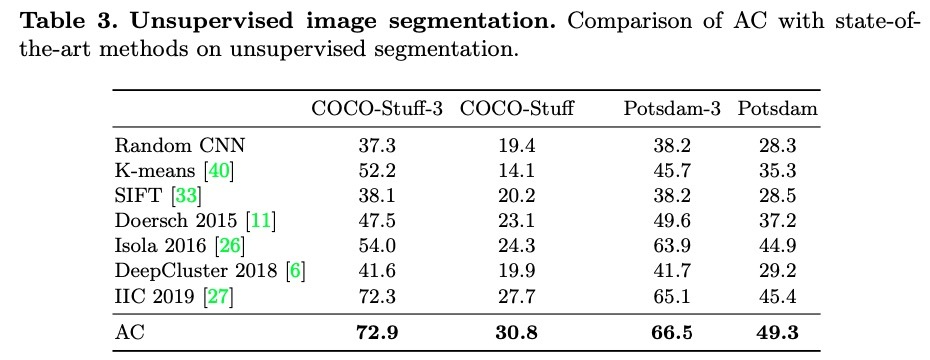 Table 3. Unsupervised image segmentation. Comparison of AC with state-of-
the-art methods on unsupervised segmentation.
COCO-Stuff-3 COCO-Stuff Potsdam-3 Potsdam
Random CNN 37.3 19.4 38.2 28.3
K-means [40] 52.2 14.1 45.7 35.3
SIFT [33] 38.1 20.2 38.2 28.5
Doersch 2015 [11] 47.5 23.1 49.6 37.2
Isola 2016 [26] 54.0 24.3 63.9 44.9
DeepCluster 2018 [6] 41.6 19.9 41.7 29.2
IIC 2019 [27] 72.3 27.7 65.1 45.4
AC 72.9 30.8 66.5 49.3